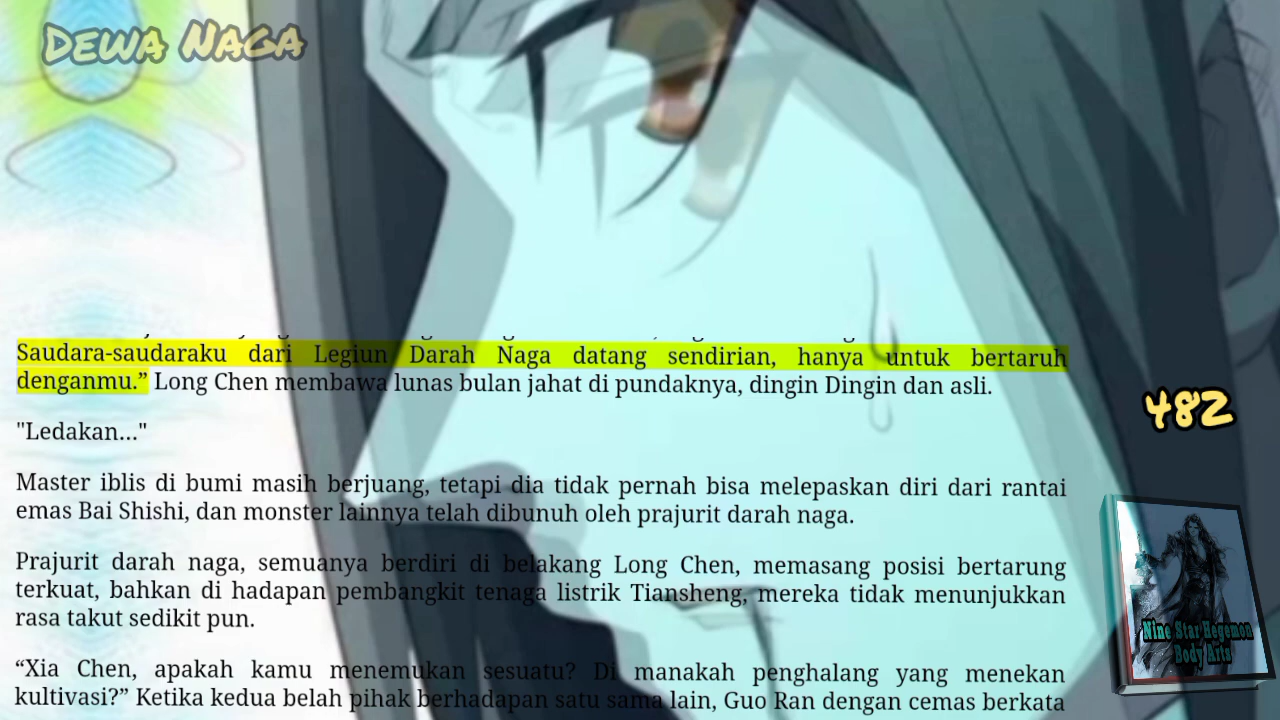 DEWA NAGA
Saudara-saudaraku dari Legiun Darah Naga datang sendirian, hanya untuk bertaruh
denganmu.” Long Chen membawa lunas bulan jahat di pundaknya, dingin Dingin dan asli.
"Ledakan..."
Master iblis di bumi masih berjuang, tetapi dia tidak pernah bisa melepaskan diri dari rantai
emas Bai Shishi, dan monster lainnya telah dibunuh oleh prajurit darah naga.
Prajurit darah naga, semuanya berdiri di belakang Long Chen, memasang posisi bertarung
terkuat, bahkan di hadapan pembangkit tenaga listrik Tiansheng, mereka tidak menunjukkan
rasa takut sedikit pun.
“Xia Chen, apakah kamu menemukan sesuatu? Di manakah penghalang yang menekan
kultivasi?” Ketika kedua belah pihak berhadapan satu sama lain, Guo Ran dengan cemas berkata
482
Nine Star Hegemon
Body Arts